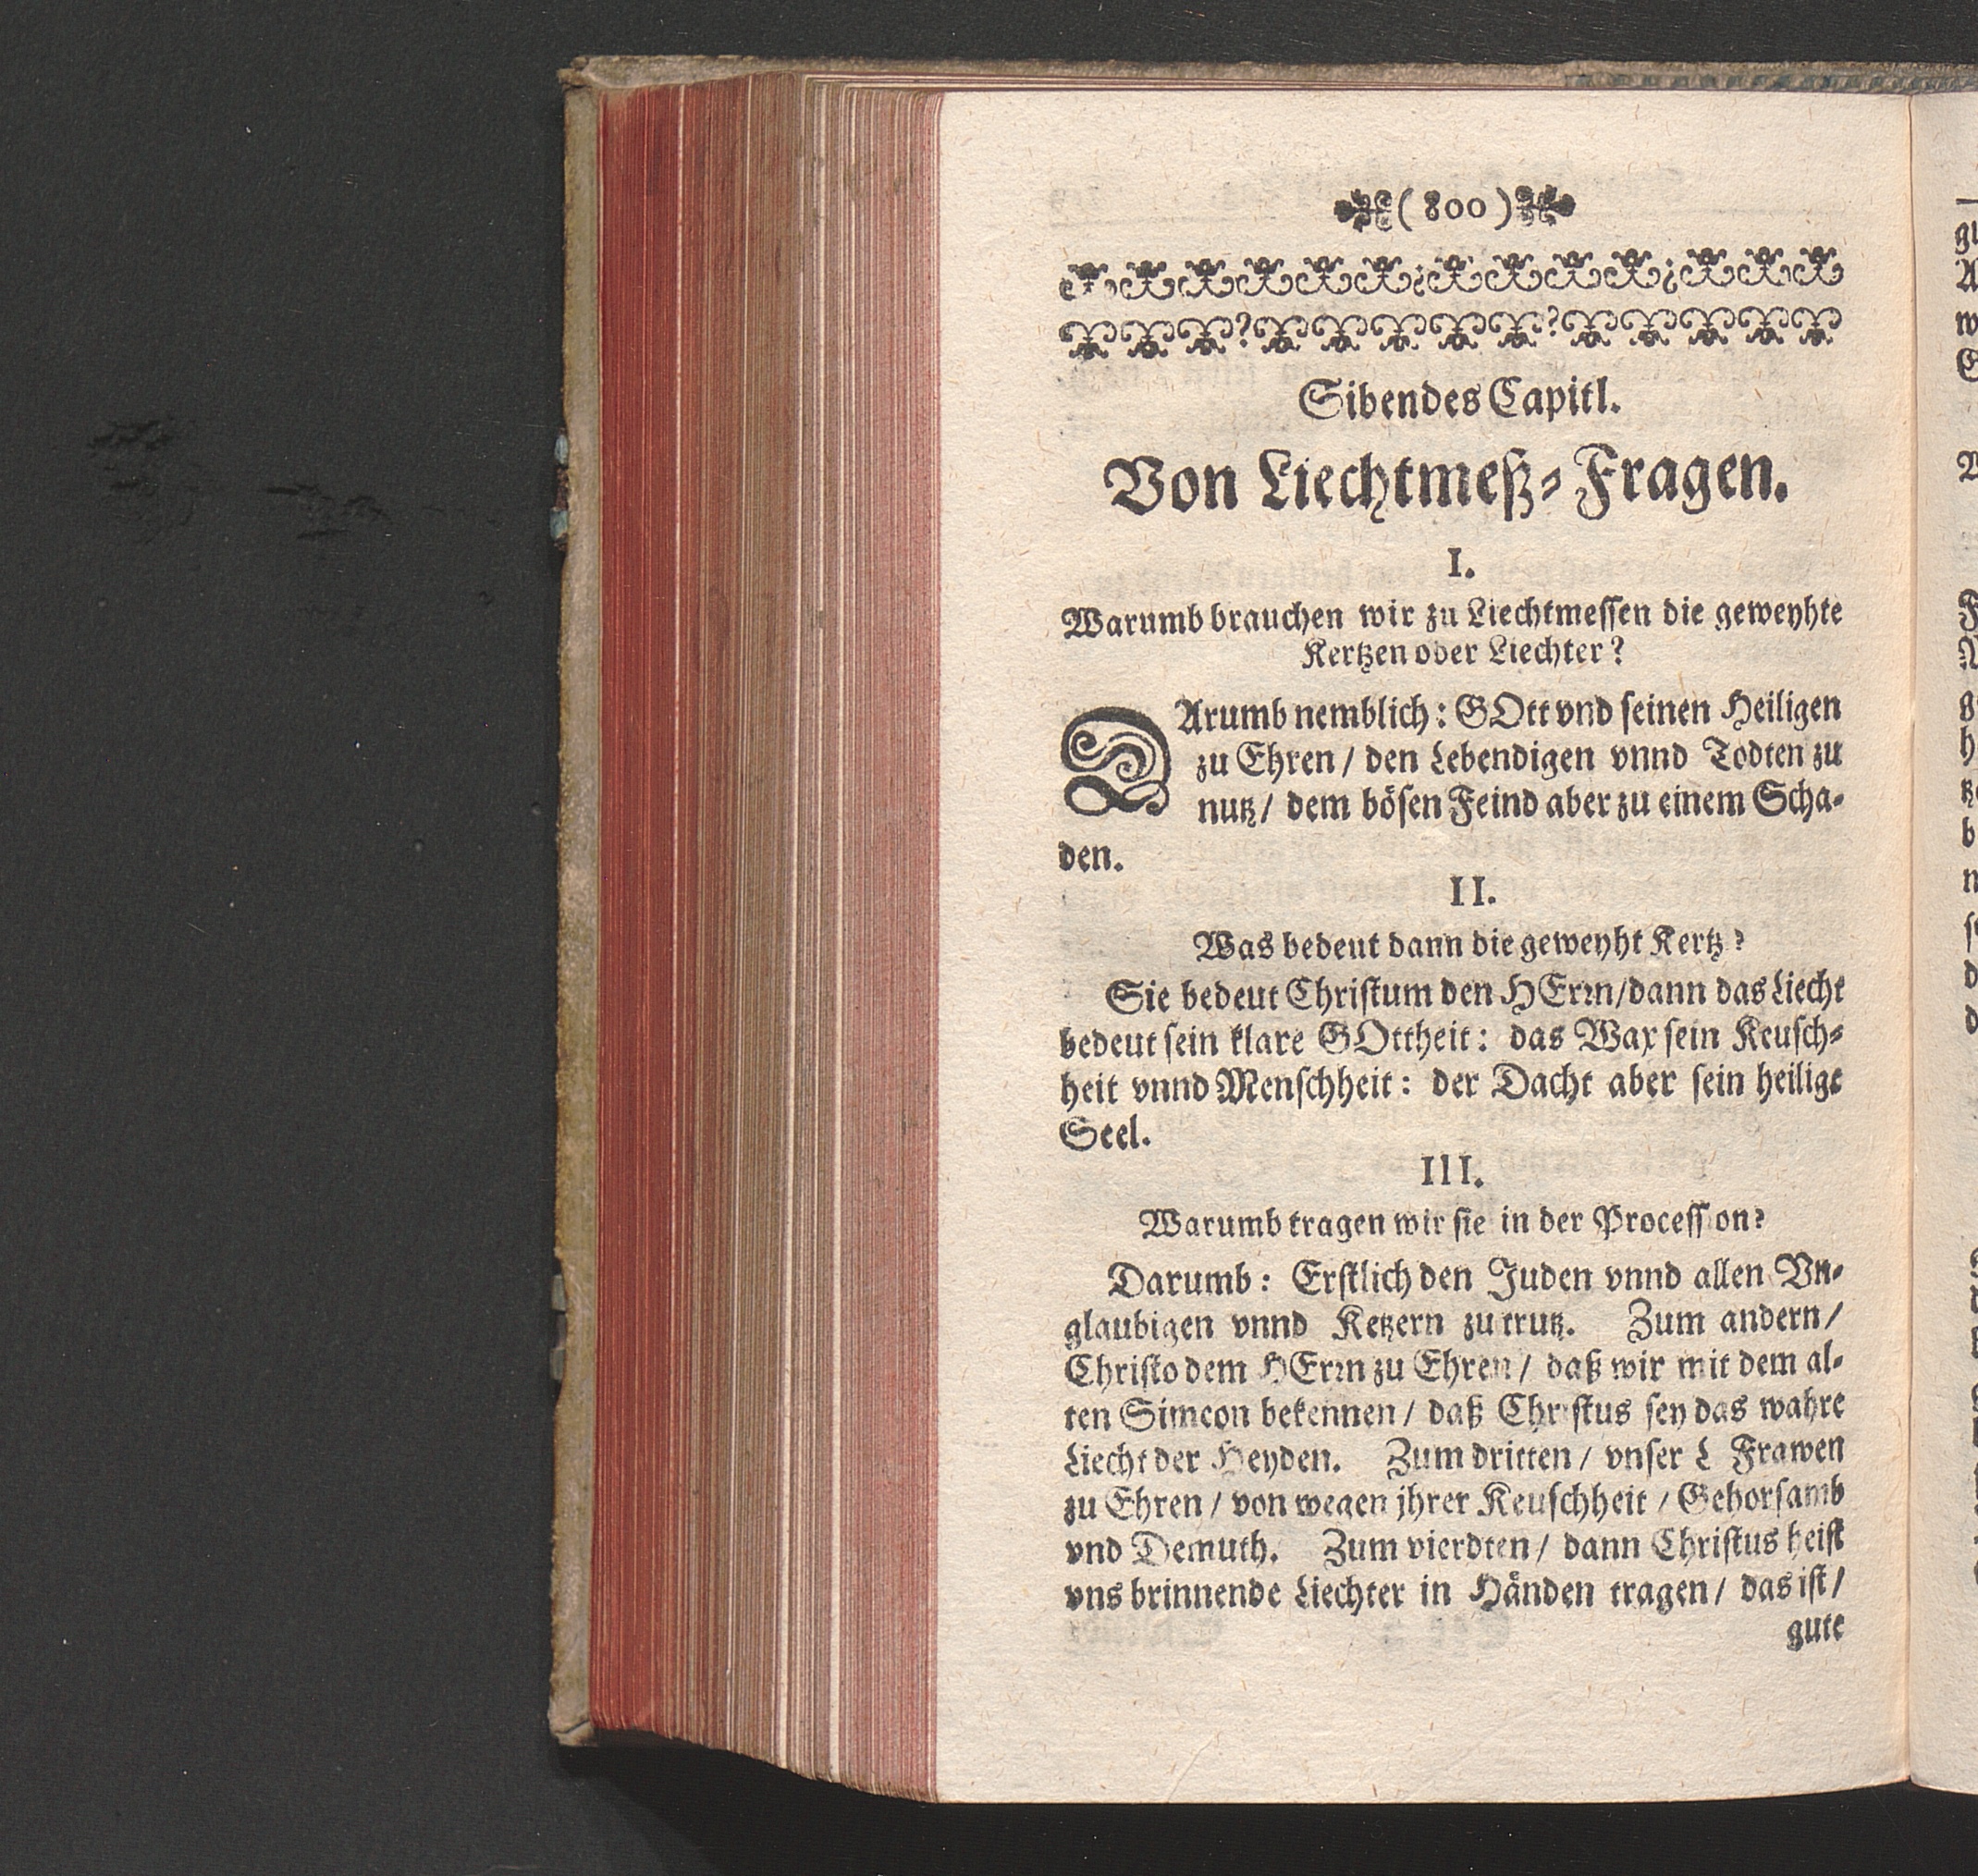 ( 800 )
Sibendes Capitl.
Von Liechtmeß-Fragen.
I.
Warumb brauchen wir zu Liechtmessen die geweyhte
Kertzen oder Liechter?
DArumb nemblich: GOtt vnd seinen Heiligen
zu Ehren / den Lebendigen vnnd Todten zu
nutz / dem bösen Feind aber zu einem Scha-
den.
II.
Was bedeut dann die geweyht Kertz?
Sie bedeut Christum den HErrn / dann das Liecht
bedeut sein klare GOttheit: das Wax sein Keusch-
heit vnnd Menschheit: der Dacht aber sein heilige
Seel.
III.
Warumb tragen wir sie in der Procession?
Darumb: Erstlich den Juden vnnd allen Vn-
glaubigen vnnd Ketzern zu trutz. Zum andern /
Christo dem HErrn zu Ehren / daß wir mit dem al-
ten Simeon bekennen / daß Christus sey das wahre
Liecht der Heyden. Zum dritten / vnser L Frawen
zu Ehren / von wegen jhrer Keuschheit / Gehorsamb
vnd Demuth. Zum vierdten / dann Christus heist
vns brinnende Liechter in Händen tragen / das ist /
gute